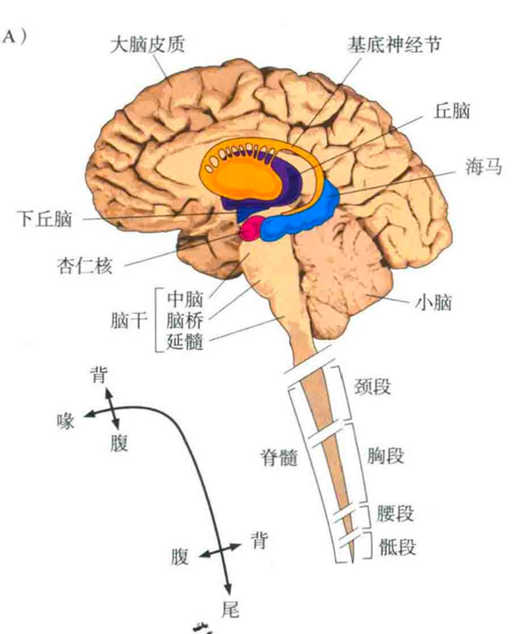 A)
大脑皮质
基底神经节
丘脑
海马
下丘脑
杏仁核
脑干
中脑
脑桥
延髓
小脑
背
喙
腹
颈段
脊髓
胸段
腰段
骶段
腹
背
尾